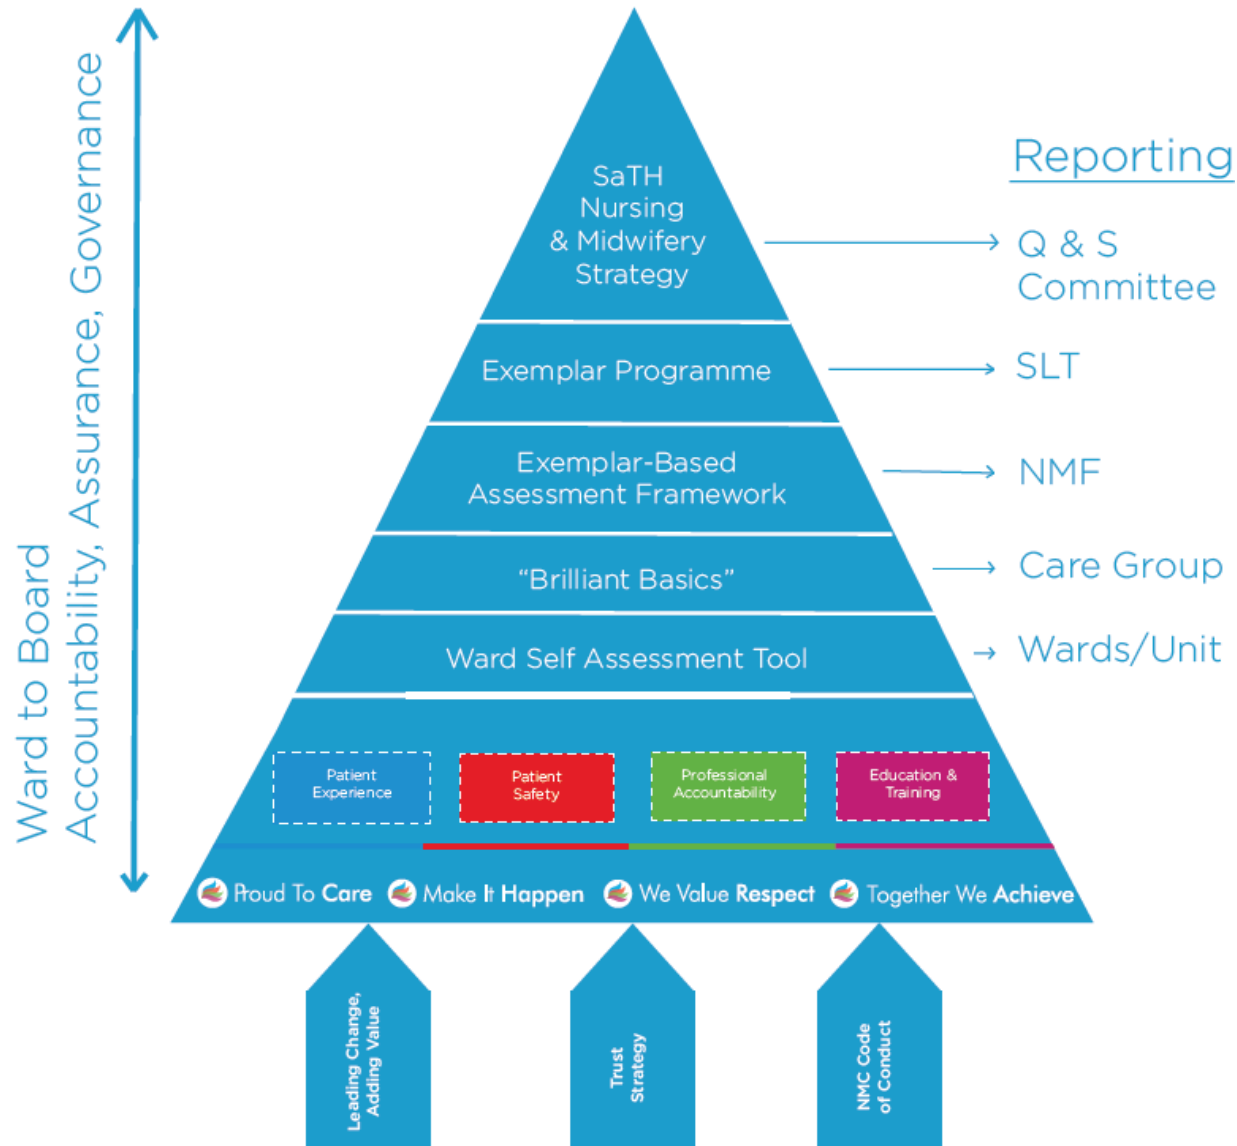 Ward to Board
Accountability, Assurance, Governance
SaTH
Nursing
& Midwifery
Strategy
Exemplar Programme
Exemplar-Based
Assessment Framework
“Brilliant Basics”
Ward Self Assessment Tool
Reporting
Q & S
Committee
SLT
NMF
Care Group
Wards/Unit
Patient
Experience
Patient
Safety
Professional
Accountability
Education &
Training
Proud To Care
Make It Happen
We Value Respect
Together We Achieve
Leading Change,
Adding Value
Trust
Strategy
NMC Code
of Conduct